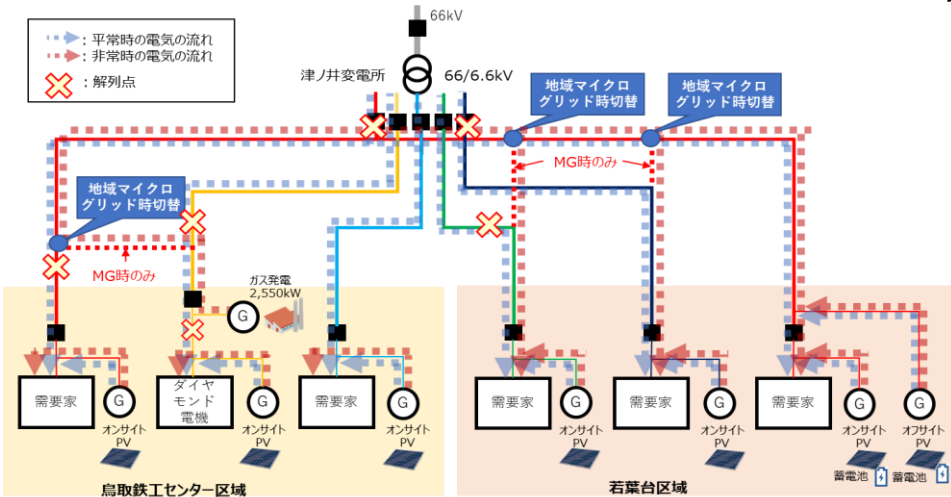 66kV
：平常時の電気の流れ
：非常時の電気の流れ
：解列点
津ノ井変電所
66/6.6kV
地域マイクロ
グリッド時切替
地域マイクロ
グリッド時切替
MG時のみ
地域マイクロ
グリッド時切替
MG時のみ
ガス発電
2,550kW
G
需要家
G
オンサイト
PV
ダイヤ
モンド
電機
G
オンサイト
PV
需要家
G
オンサイト
PV
需要家
G
オンサイト
PV
需要家
G
オンサイト
PV
需要家
G
オンサイト
PV
蓄電池
G
オフサイト
PV
蓄電池
鳥取鉄工センター区域
若葉台区域